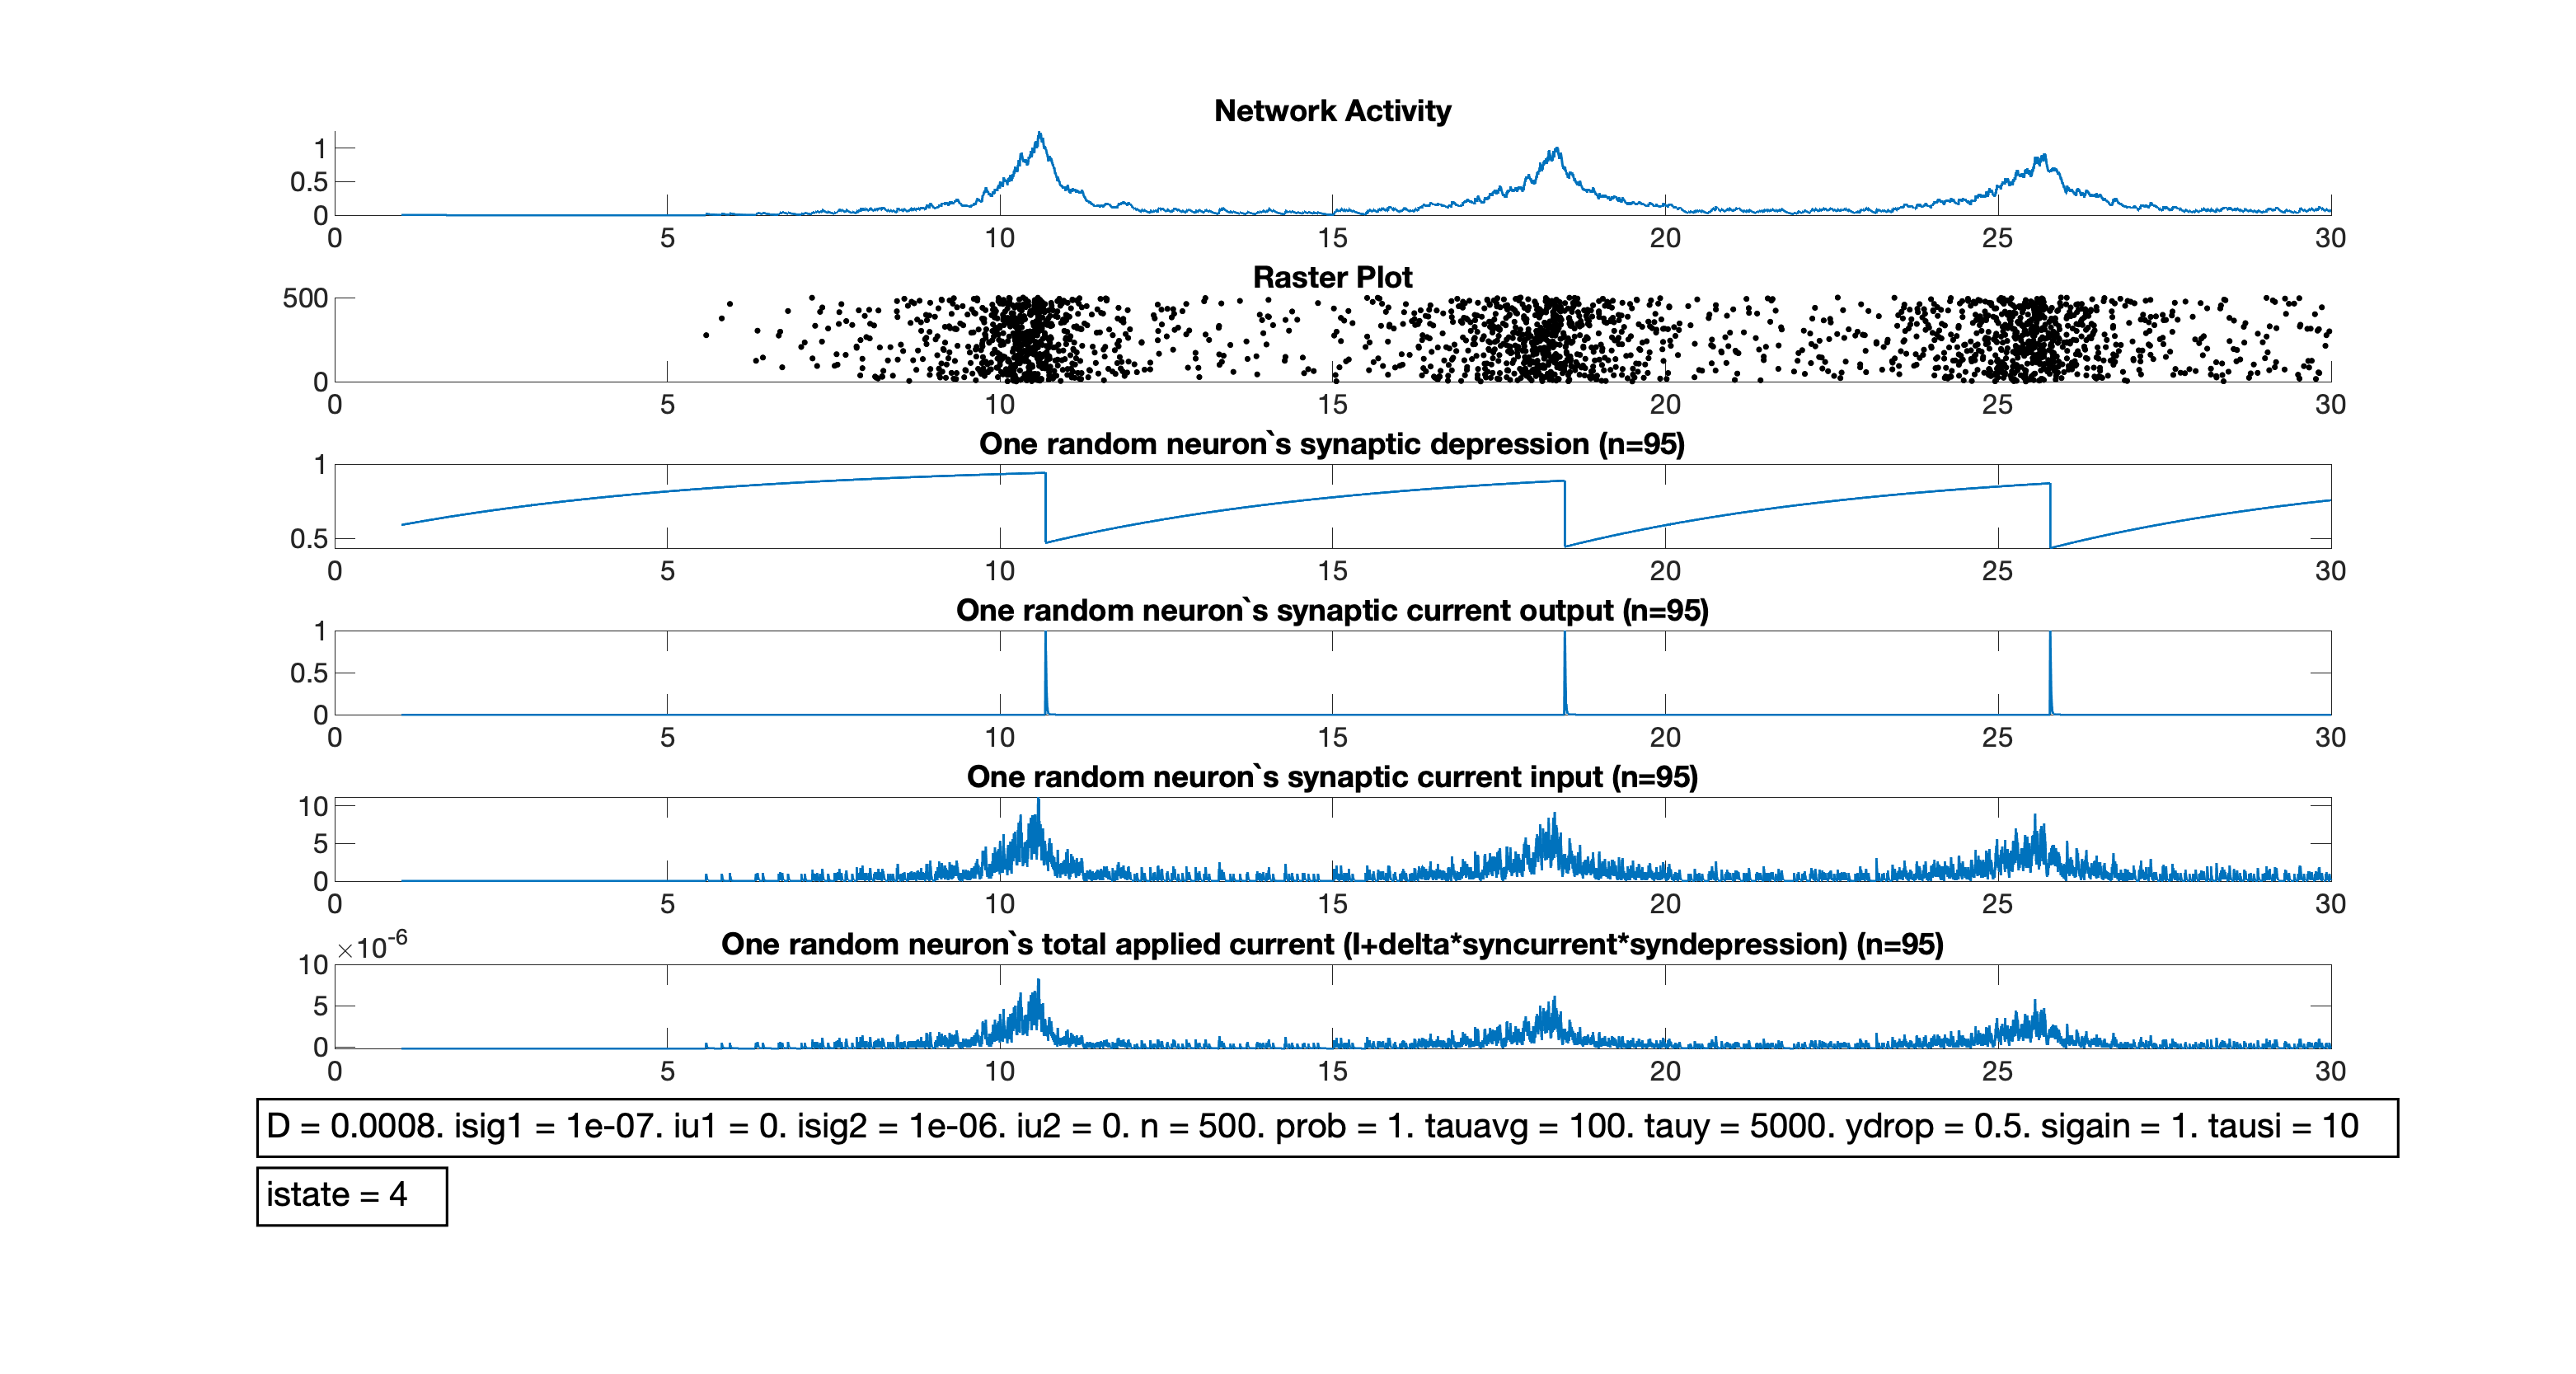 Network Activity
1
0.5
0
0 5 10 15 20 25 30
Raster Plot
500
0
0 5 10 15 20 25 30
One random neuron`s synaptic depression (n=95)
1
0.5
0 5 10 15 20 25 30
One random neuron`s synaptic current output (n=95)
1
0.5
0
0 5 10 15 20 25 30
One random neuron`s synaptic current input (n=95)
10
5
0
0 5 10 15 20 25 30
×10-6
One random neuron`s total applied current (I+delta*syncurrent*syndepression) (n=95)
10
5
0
0 5 10 15 20 25 30
D = 0.0008. isig1 = 1e-07. iu1 = 0. isig2 = 1e-06. iu2 = 0. n = 500. prob = 1. tauavg = 100. tauy = 5000. ydrop = 0.5. sigain = 1. tausi = 10
istate = 4